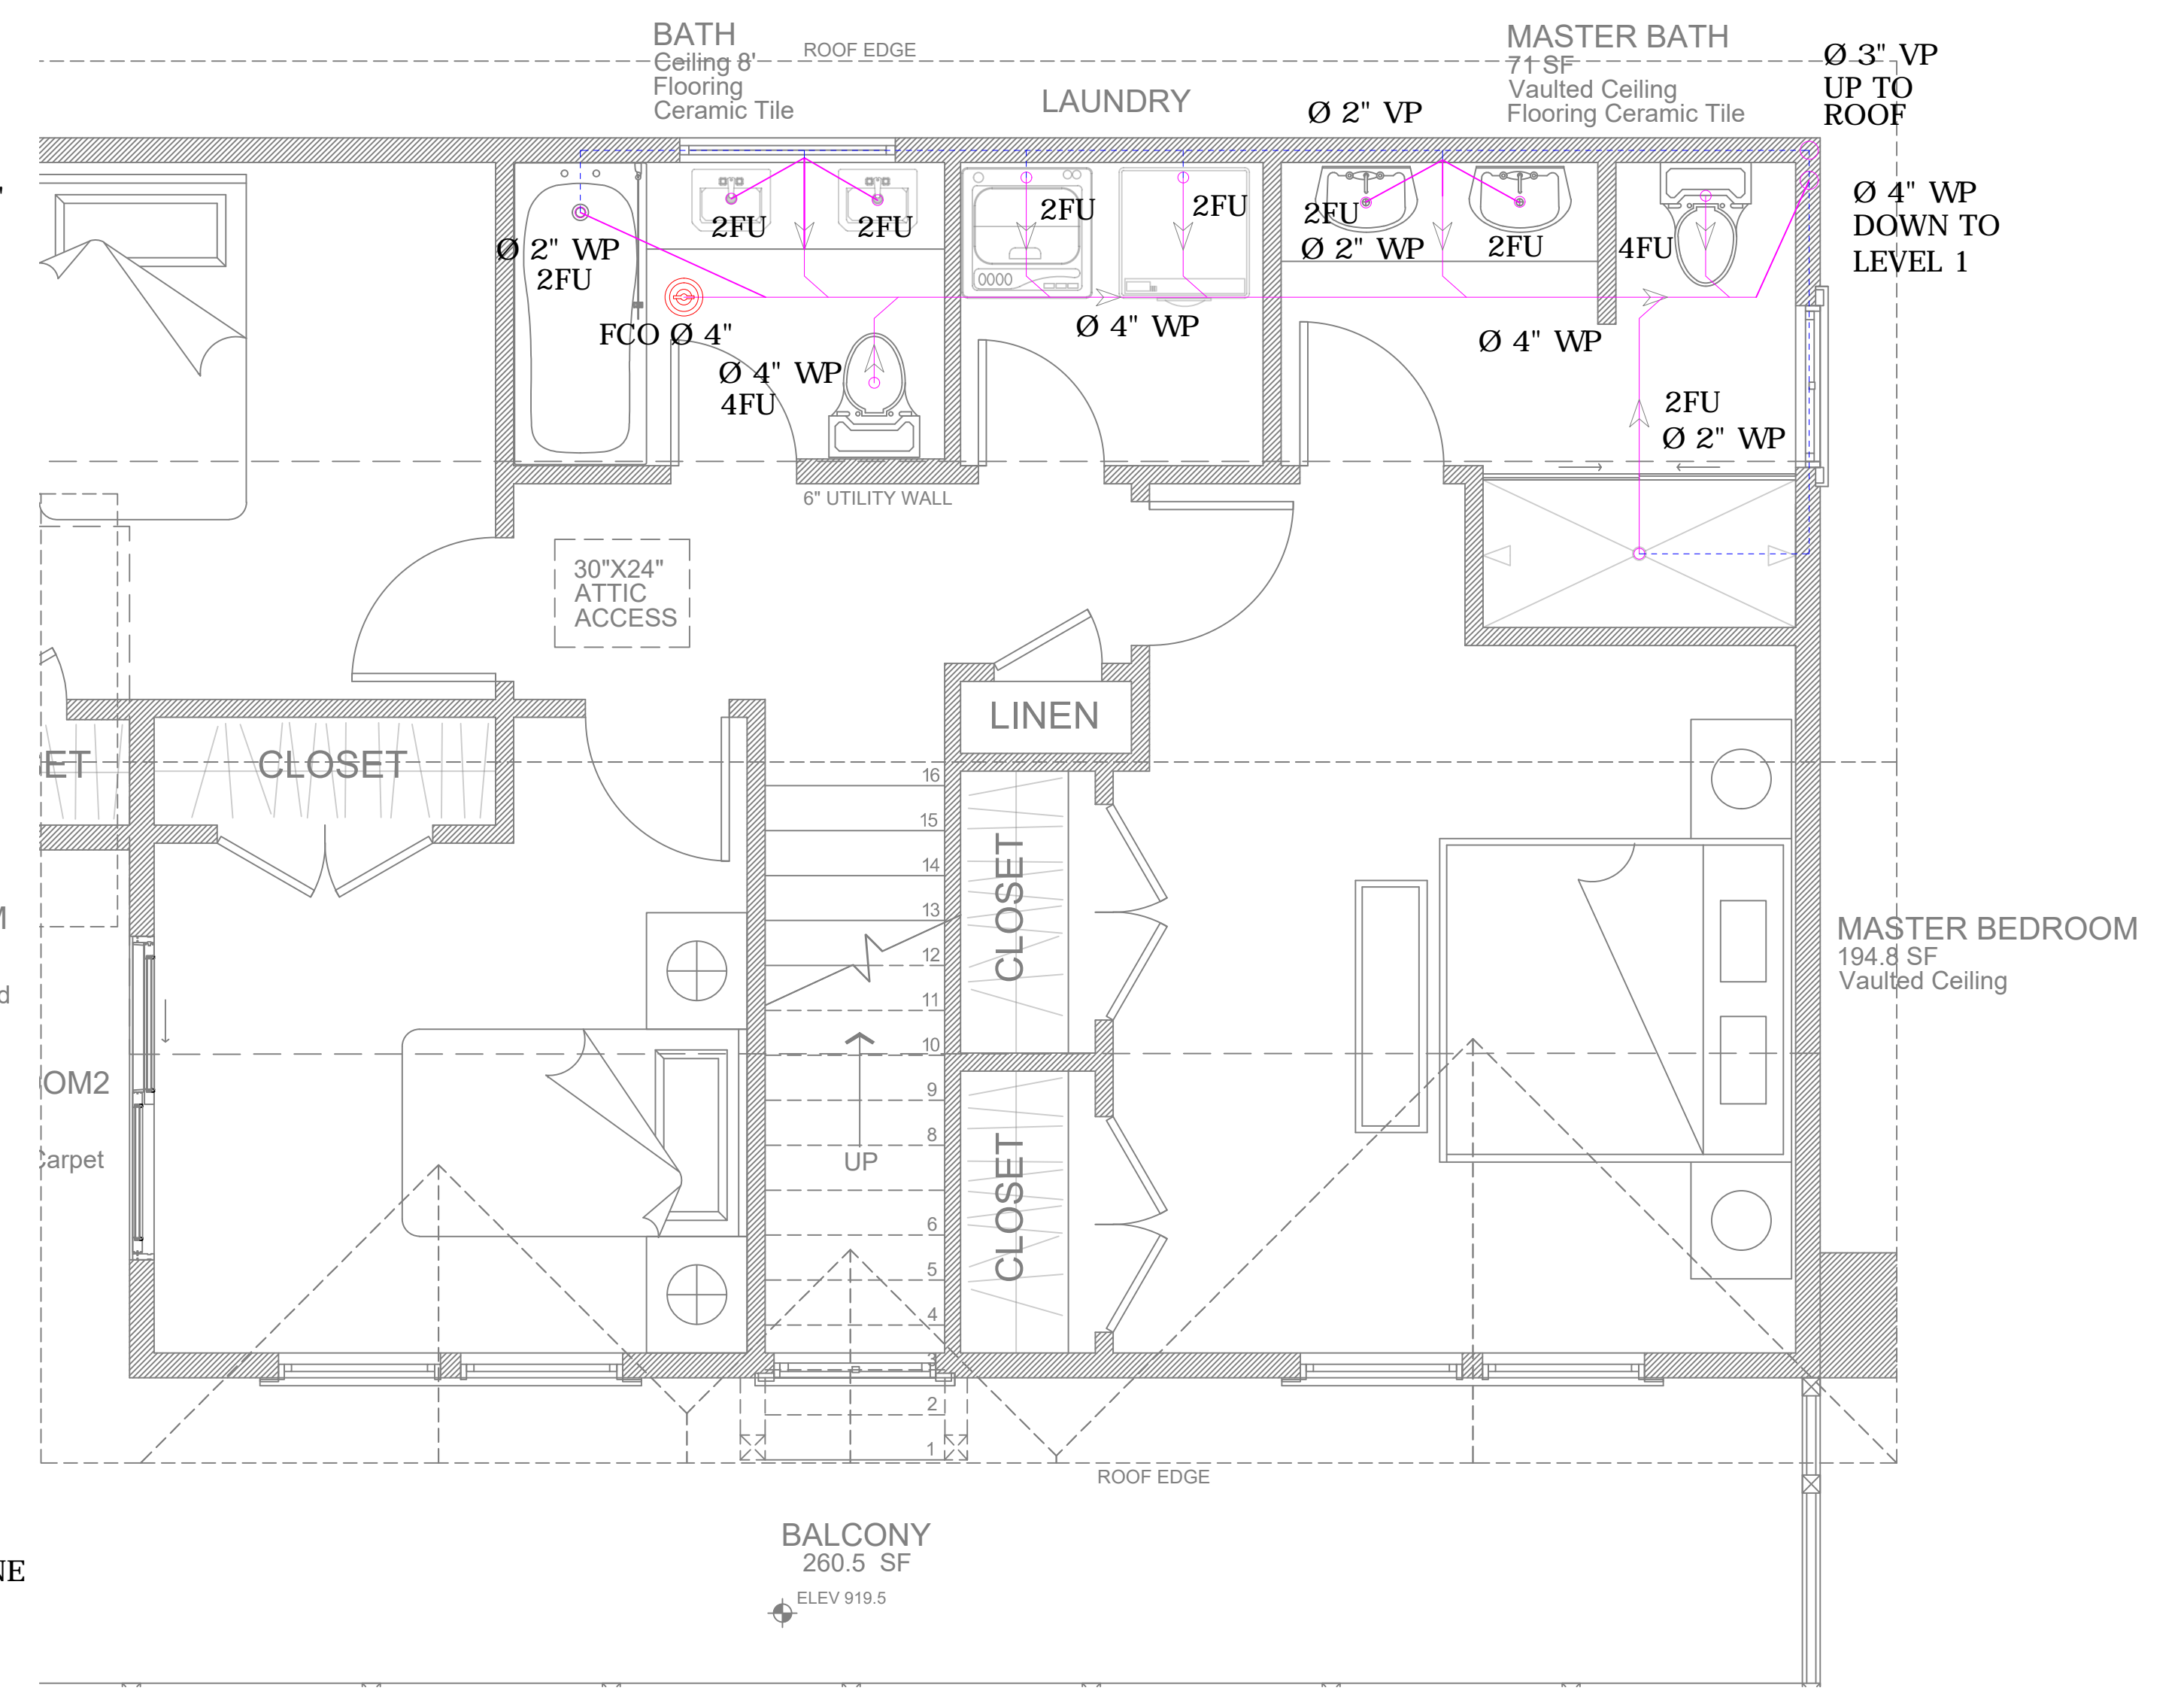 BATH
Ceiling 8'
Flooring
Ceramic Tile
ROOF EDGE
LAUNDRY
Ø 2" VP
MASTER BATH
71 SF
Vaulted Ceiling
Flooring Ceramic Tile
Ø 3" VP
UP TO
ROOF
Ø 4" WP
DOWN TO
LEVEL 1
2FU
2FU
2FU
2FU
2FU
2FU
4FU
Ø 2" WP
2FU
Ø 2" WP
FCO Ø 4"
Ø 4" WP
4FU
Ø 4" WP
Ø 4" WP
2FU
Ø 2" WP
6" UTILITY WALL
30"X24"
ATTIC
ACCESS
LINEN
ET
CLOSET
16
15
14
13
12
11
10
9
8
6
5
4
3
2
1
UP
CLOSET
CLOSET
MASTER BEDROOM
194.8 SF
Vaulted Ceiling
OM2
arpet
ROOF EDGE
BALCONY
260.5 SF
ELEV 919.5
NE